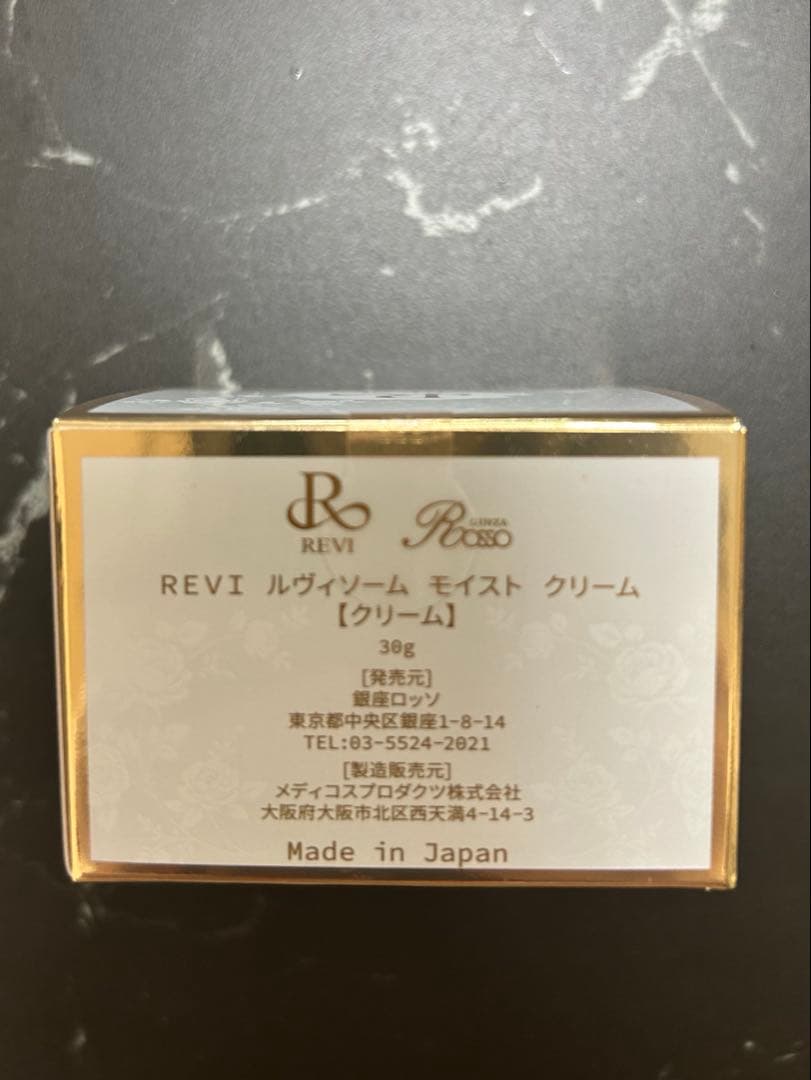 R
REVI
GINZA
Rosso
REVI ルヴィソーム モイスト クリーム
【クリーム】
30g
[発売元]
銀座ロッソ
東京都中央区銀座1-8-14
TEL:03-5524-2021
[製造販売元]
メディコスプロダクツ株式会社
大阪府大阪市北区西天満4-14-3
Made in Japan